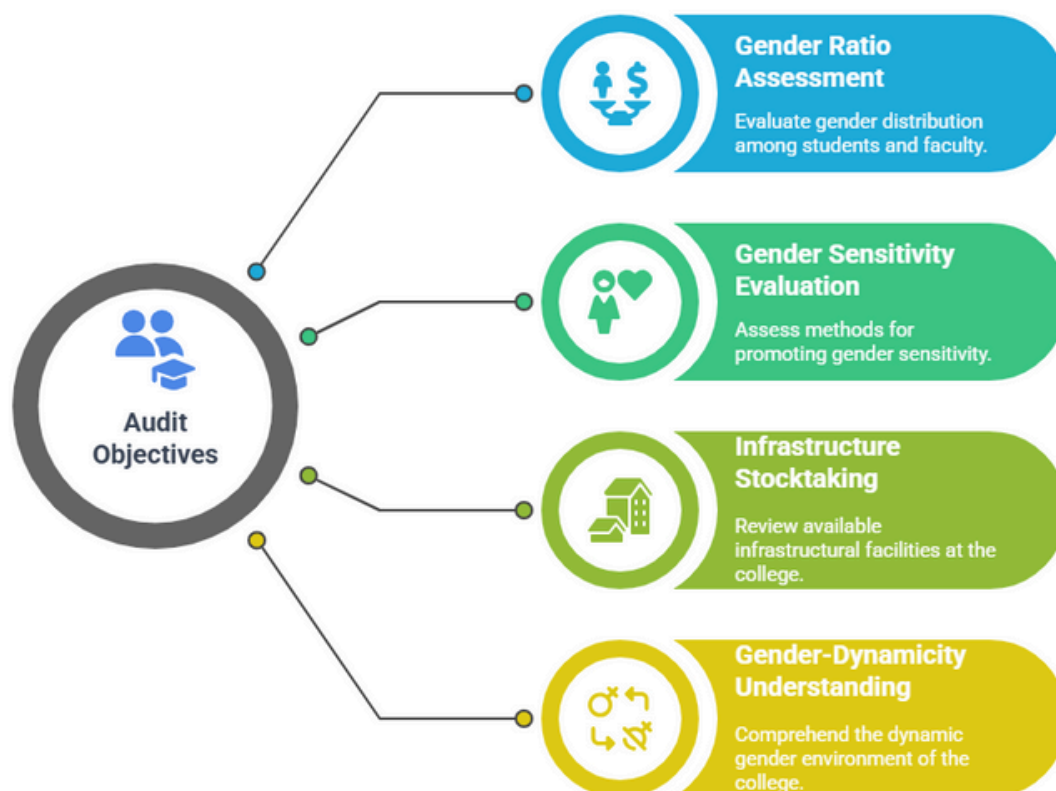 Audit
Objectives
Gender Ratio
Assessment
Evaluate gender distribution
among students and faculty.
Gender Sensitivity
Evaluation
Assess methods for
promoting gender sensitivity.
Infrastructure
Stocktaking
Review available
infrastructural facilities at the
college.
Gender-Dynamicity
Understanding
Comprehend the dynamic
gender environment of the
college.